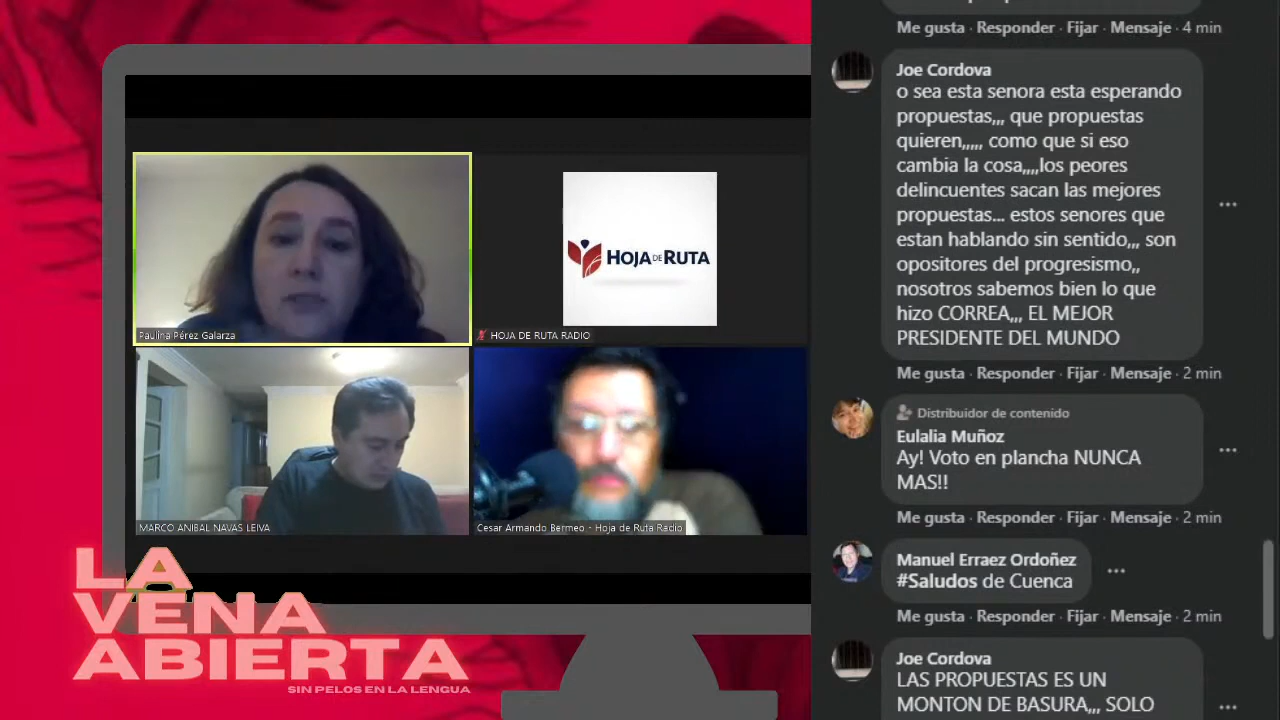 Paulina Pérez Galarza
HOJA DE RUTA
HOJA DE RUTA RADIO
MARCO ANIBAL NAVAS LEIVA
Cesar Armando Bermeo - Hoja de Ruta Radio
LA
VENA
ABIERTA
SIN PELOS EN LA LENGUA
Me gusta · Responder · Fijar · Mensaje · 4 min
Joe Cordova
o sea esta senora esta esperando
propuestas,,, que propuestas
quieren,,,,, como que si eso
cambia la cosa,,,,los peores
delincuentes sacan las mejores
propuestas... estos senores que
estan hablando sin sentido,,, son
opositores del progresismo,,
nosotros sabemos bien lo que
hizo CORREA,,, EL MEJOR
PRESIDENTE DEL MUNDO
Me gusta · Responder · Fijar · Mensaje · 2 min
Distribuidor de contenido
Eulalia Muñoz
Ay! Voto en plancha NUNCA
MAS!!
Me gusta · Responder · Fijar · Mensaje · 2 min
Manuel Erraez Ordoñez
#Saludos de Cuenca
Me gusta · Responder · Fijar · Mensaje · 2 min
Joe Cordova
LAS PROPUESTAS ES UN
MONTON DE BASURA,,, SOLO